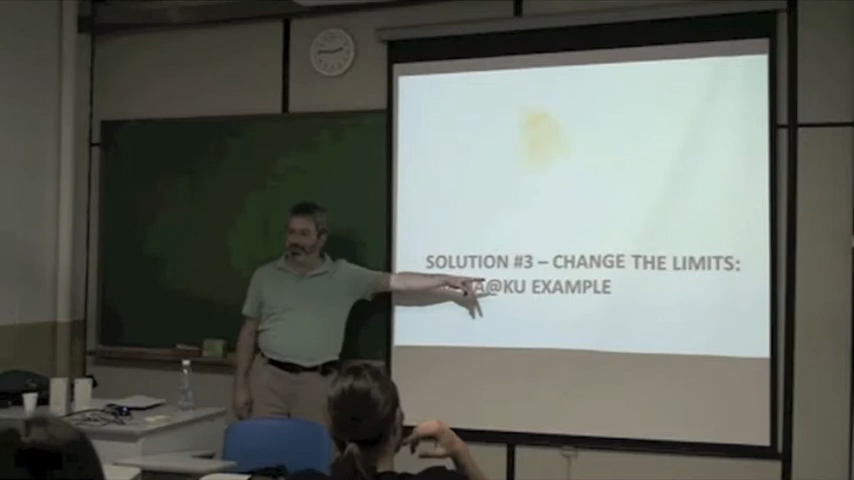 SOLUTION #3 – CHANGE THE LIMITS:
EXAMPLE